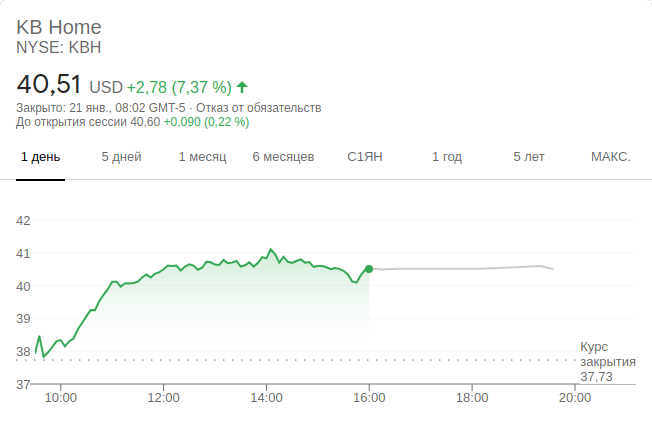 KB Home
NYSE: KBH
40,51 USD +2,78 (7,37 %)
Закрыто: 21 янв., 08:02 GMT-5 · Отказ от обязательств
До открытия сессии 40,60 +0,090 (0,22 %)
1 день 5 дней 1 месяц 6 месяцев С1ЯН 1 год 5 лет МАКС.
42
41
40
39
38
37
Курс
закрытия
37,73
10:00 12:00 14:00 16:00 18:00 20:00